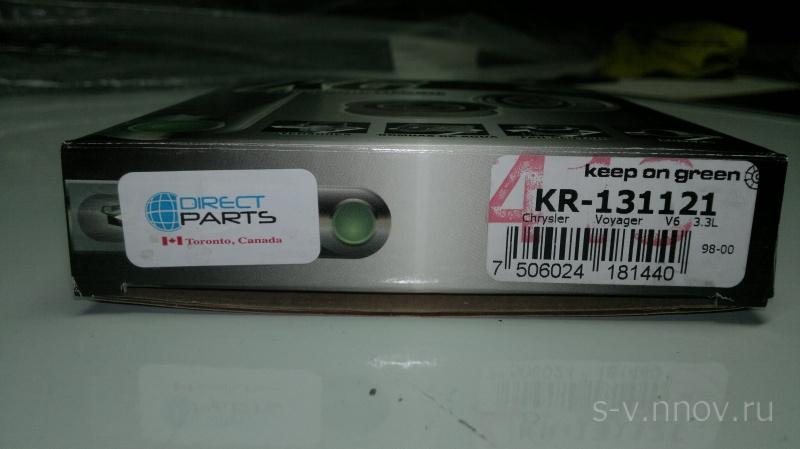 DIRECT
PARTS
Toronto, Canada
keep on green
KR-131121
Chrysler Voyager V6 3.3L
98-00
7 506024 181440
s-v.nnov.ru